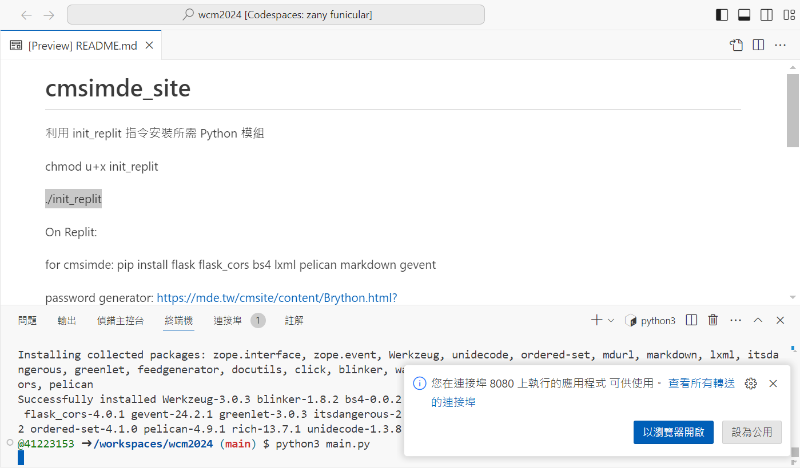 wcm2024 [Codespaces: zany funicular]
[Preview] README.md
cmsimde_site
利用 init_replit 指令安裝所需 Python 模組
chmod u+x init_replit
./init_replit
On Replit:
for cmsimde: pip install flask flask_cors bs4 lxml pelican markdown gevent
password generator: https://mde.tw/cmsite/content/Brython.html?
問題 輸出 偵錯主控台 終端機 連接埠 1 註解 python3
Installing collected packages: zope.interface, zope.event, Werkzeug, unidecode, ordered-set, mdurl, markdown, lxml, itsda
ngerous, greenlet, feedgenerator, docutils, click, blinker, wa
ors, pelican
Successfully installed Werkzeug-3.0.3 blinker-1.8.2 bs4-0.0.2
flask_cors-4.0.1 gevent-24.2.1 greenlet-3.0.3 itsdangerous-2
2 ordered-set-4.1.0 pelican-4.9.1 rich-13.7.1 unidecode-1.3.8
@41223153 ➜/workspaces/wcm2024 (main) $ python3 main.py
您在連接埠 8080 上執行的應用程式 可供使用。 查看所有轉送
的連接埠
以瀏覽器開啟 設為公用